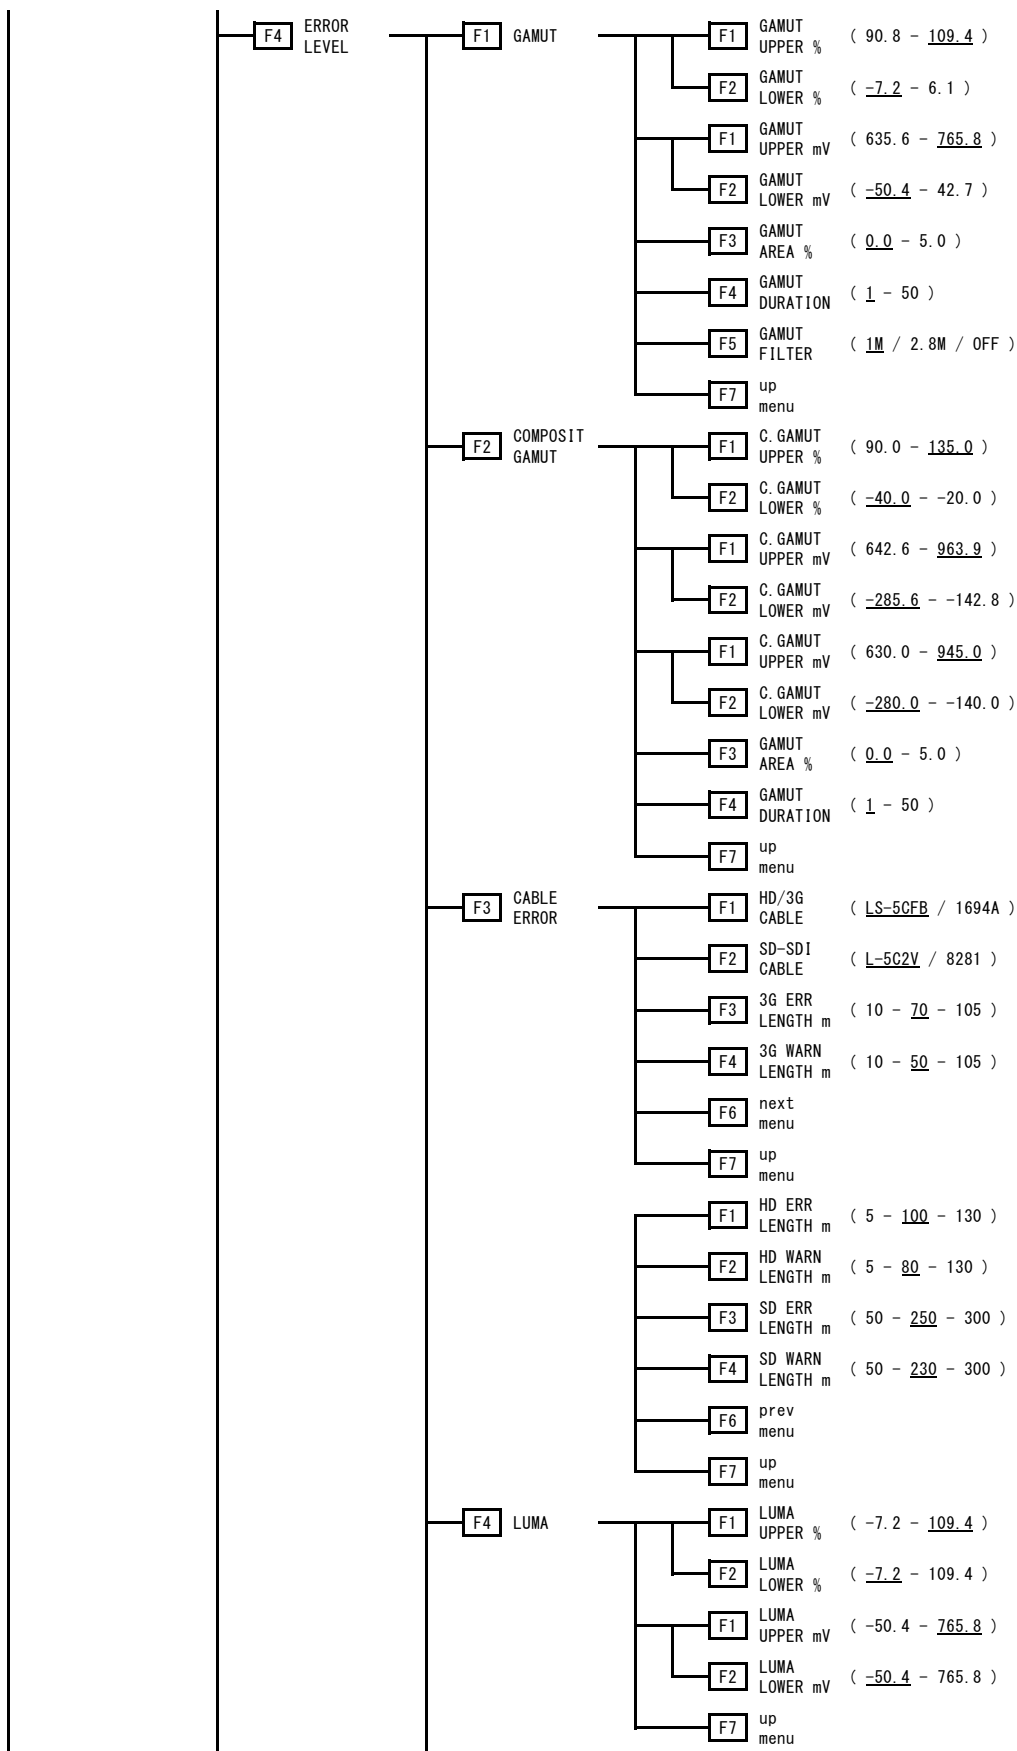 F4 ERROR LEVEL
F1 GAMUT
F1 GAMUT UPPER % ( 90.8 - 109.4 )
F2 GAMUT LOWER % ( -7.2 - 6.1 )
F1 GAMUT UPPER mV ( 635.6 - 765.8 )
F2 GAMUT LOWER mV ( -50.4 - 42.7 )
F3 GAMUT AREA % ( 0.0 - 5.0 )
F4 GAMUT DURATION ( 1 - 50 )
F5 GAMUT FILTER ( 1M / 2.8M / OFF )
F7 up menu
F2 COMPOSIT GAMUT
F1 C.GAMUT UPPER % ( 90.0 - 135.0 )
F2 C.GAMUT LOWER % ( -40.0 - -20.0 )
F1 C.GAMUT UPPER mV ( 642.6 - 963.9 )
F2 C.GAMUT LOWER mV ( -285.6 - -142.8 )
F1 C.GAMUT UPPER mV ( 630.0 - 945.0 )
F2 C.GAMUT LOWER mV ( -280.0 - -140.0 )
F3 GAMUT AREA % ( 0.0 - 5.0 )
F4 GAMUT DURATION ( 1 - 50 )
F7 up menu
F3 CABLE ERROR
F1 HD/3G CABLE ( LS-5CFB / 1694A )
F2 SD-SDI CABLE ( L-5C2V / 8281 )
F3 3G ERR LENGTH m ( 10 - 70 - 105 )
F4 3G WARN LENGTH m ( 10 - 50 - 105 )
F6 next menu
F7 up menu
F1 HD ERR LENGTH m ( 5 - 100 - 130 )
F2 HD WARN LENGTH m ( 5 - 80 - 130 )
F3 SD ERR LENGTH m ( 50 - 250 - 300 )
F4 SD WARN LENGTH m ( 50 - 230 - 300 )
F6 prev menu
F7 up menu
F4 LUMA
F1 LUMA UPPER % ( -7.2 - 109.4 )
F2 LUMA LOWER % ( -7.2 - 109.4 )
F1 LUMA UPPER mV ( -50.4 - 765.8 )
F2 LUMA LOWER mV ( -50.4 - 765.8 )
F7 up menu